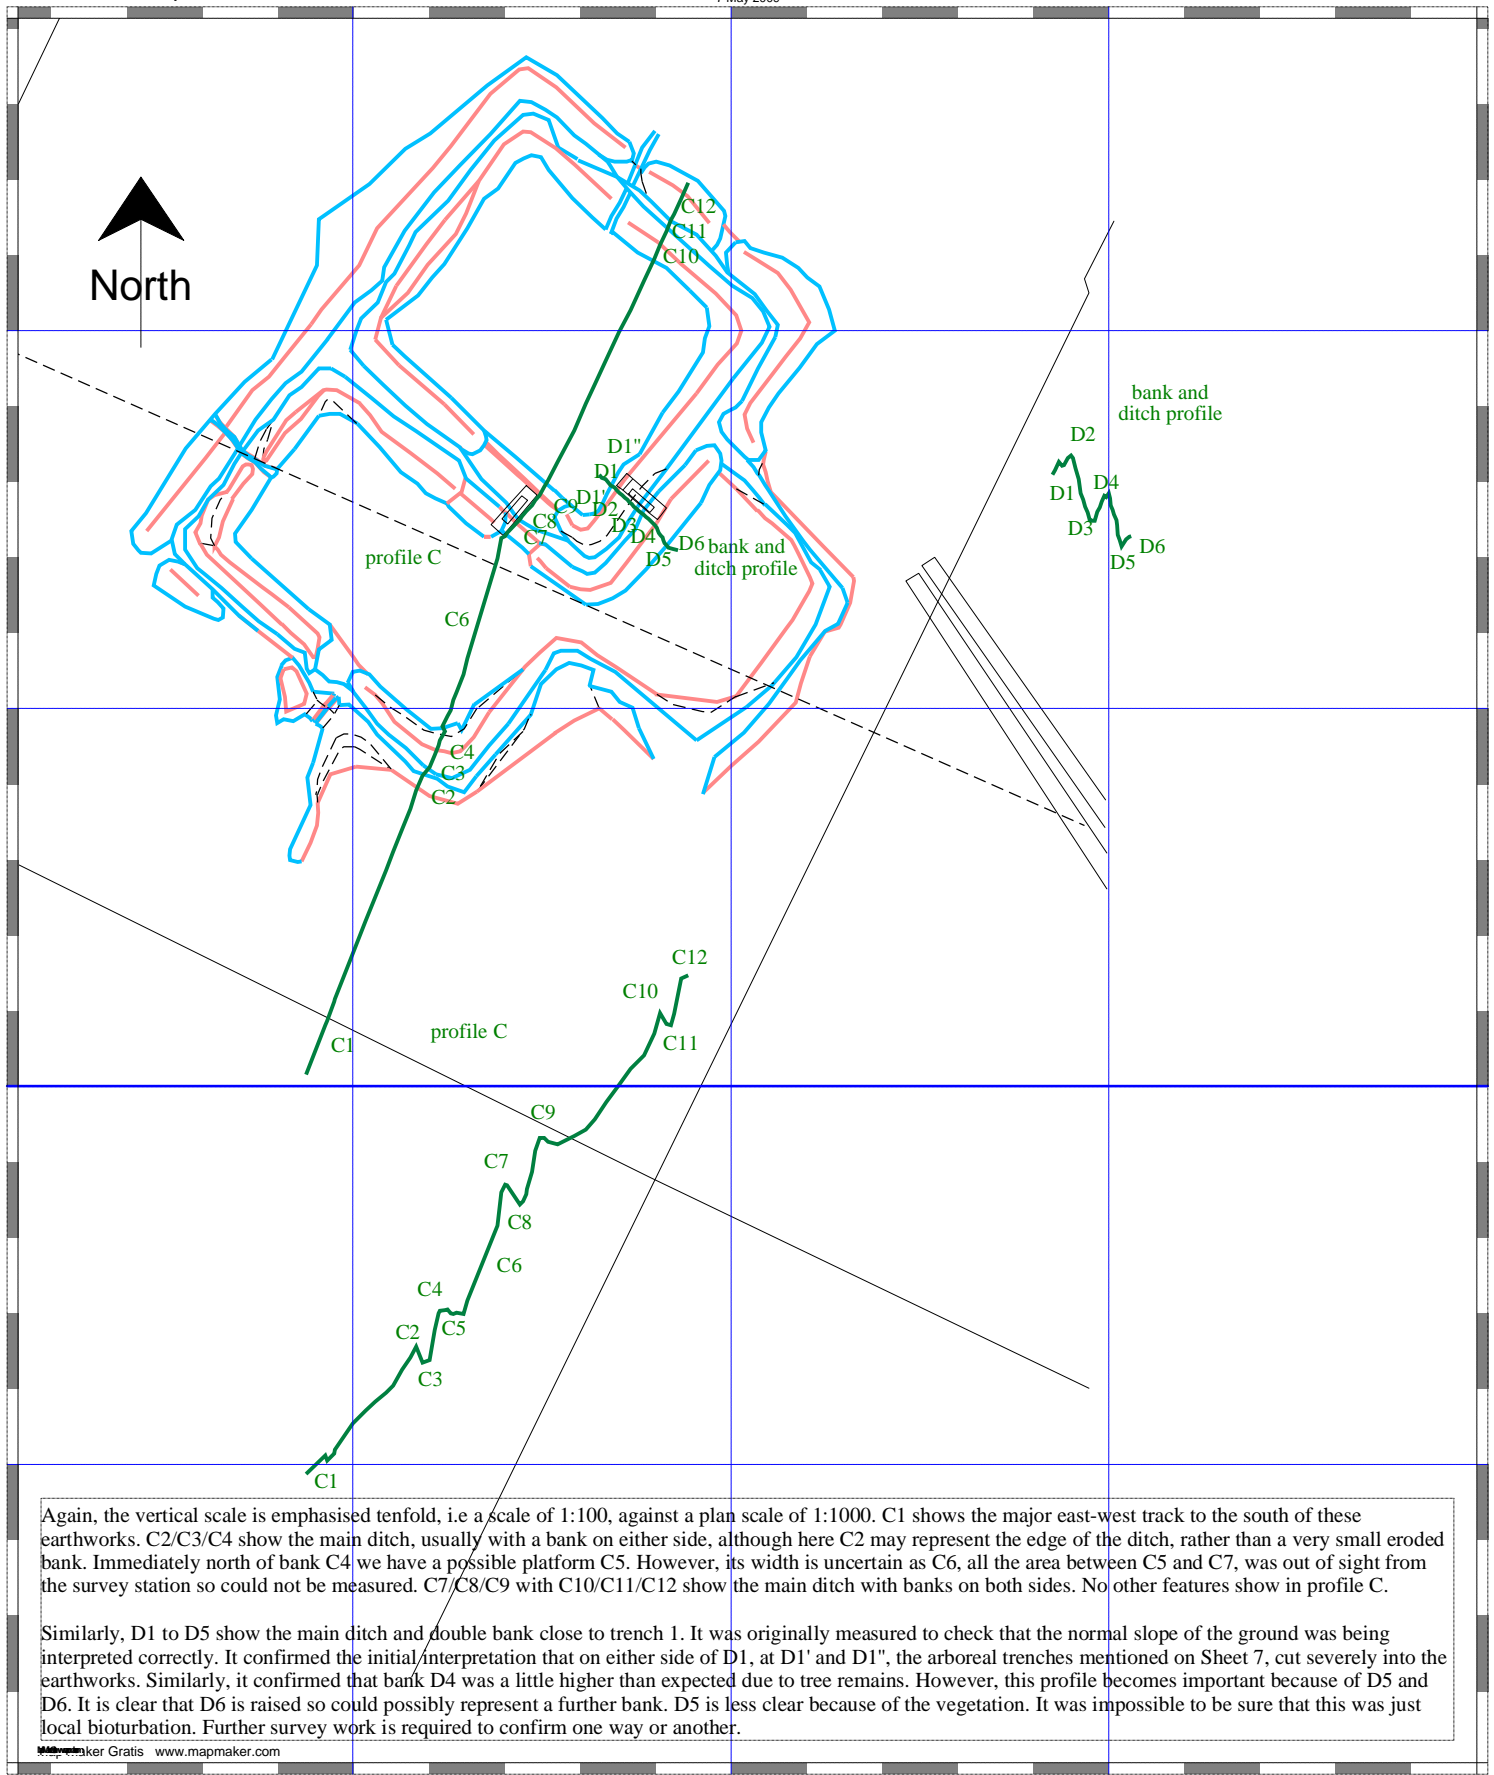 7 May 2006
C12
C11
C10
North
bank and
ditch profile
D2
D1
D4
D3
D6
D5
D1"
D1
D1'
C9
D2
C8
D3
C7
D4
D6
bank and
D5
ditch profile
profile C
C6
C4
C3
C2
C1
C12
C10
C11
profile C
C9
C7
C8
C6
C4
C5
C2
C3
C1
Again, the vertical scale is emphasised tenfold, i.e a scale of 1:100, against a plan scale of 1:1000. C1 shows the major east-west track to the south of these
earthworks. C2/C3/C4 show the main ditch, usually with a bank on either side, although here C2 may represent the edge of the ditch, rather than a very small eroded
bank. Immediately north of bank C4 we have a possible platform C5. However, its width is uncertain as C6, all the area between C5 and C7, was out of sight from
the survey station so could not be measured. C7/C8/C9 with C10/C11/C12 show the main ditch with banks on both sides. No other features show in profile C.
Similarly, D1 to D5 show the main ditch and double bank close to trench 1. It was originally measured to check that the normal slope of the ground was being
interpreted correctly. It confirmed the initial interpretation that on either side of D1, at D1' and D1", the arboreal trenches mentioned on Sheet 7, cut severely into the
earthworks. Similarly, it confirmed that bank D4 was a little higher than expected due to tree remains. However, this profile becomes important because of D5 and
D6. It is clear that D6 is raised so could possibly represent a further bank. D5 is less clear because of the vegetation. It was impossible to be sure that this was just
local bioturbation. Further survey work is required to confirm one way or another.
Gratis www.mapmaker.com